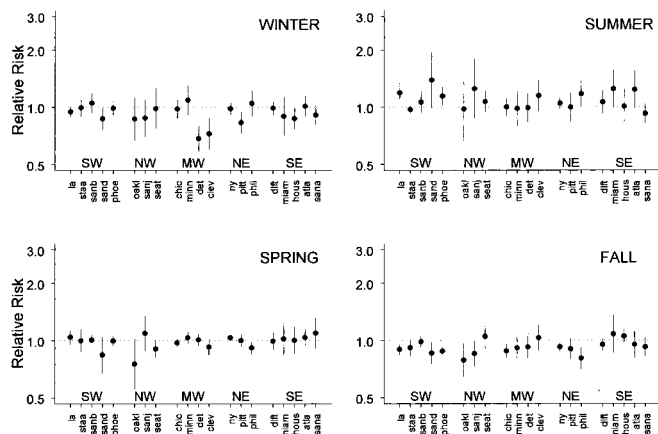 WINTER
Relative Risk
3.0
2.0
1.0
0.5
SW NW MW NE SE
la staa sanb sand phoe oakl sanj seat chic minn det clev ny pitt phil dlft miam hous atla sana
SUMMER
3.0
2.0
1.0
0.5
SW NW MW NE SE
la staa sanb sand phoe oakl sanj seat chic minn det clev ny pitt phil dlft miam hous atla sana
SPRING
Relative Risk
3.0
2.0
1.0
0.5
SW NW MW NE SE
la staa sanb sand phoe oakl sanj seat chic minn det clev ny pitt phil dlft miam hous atla sana
FALL
3.0
2.0
1.0
0.5
SW NW MW NE SE
la staa sanb sand phoe oakl sanj seat chic minn det clev ny pitt phil dlft miam hous atla sana